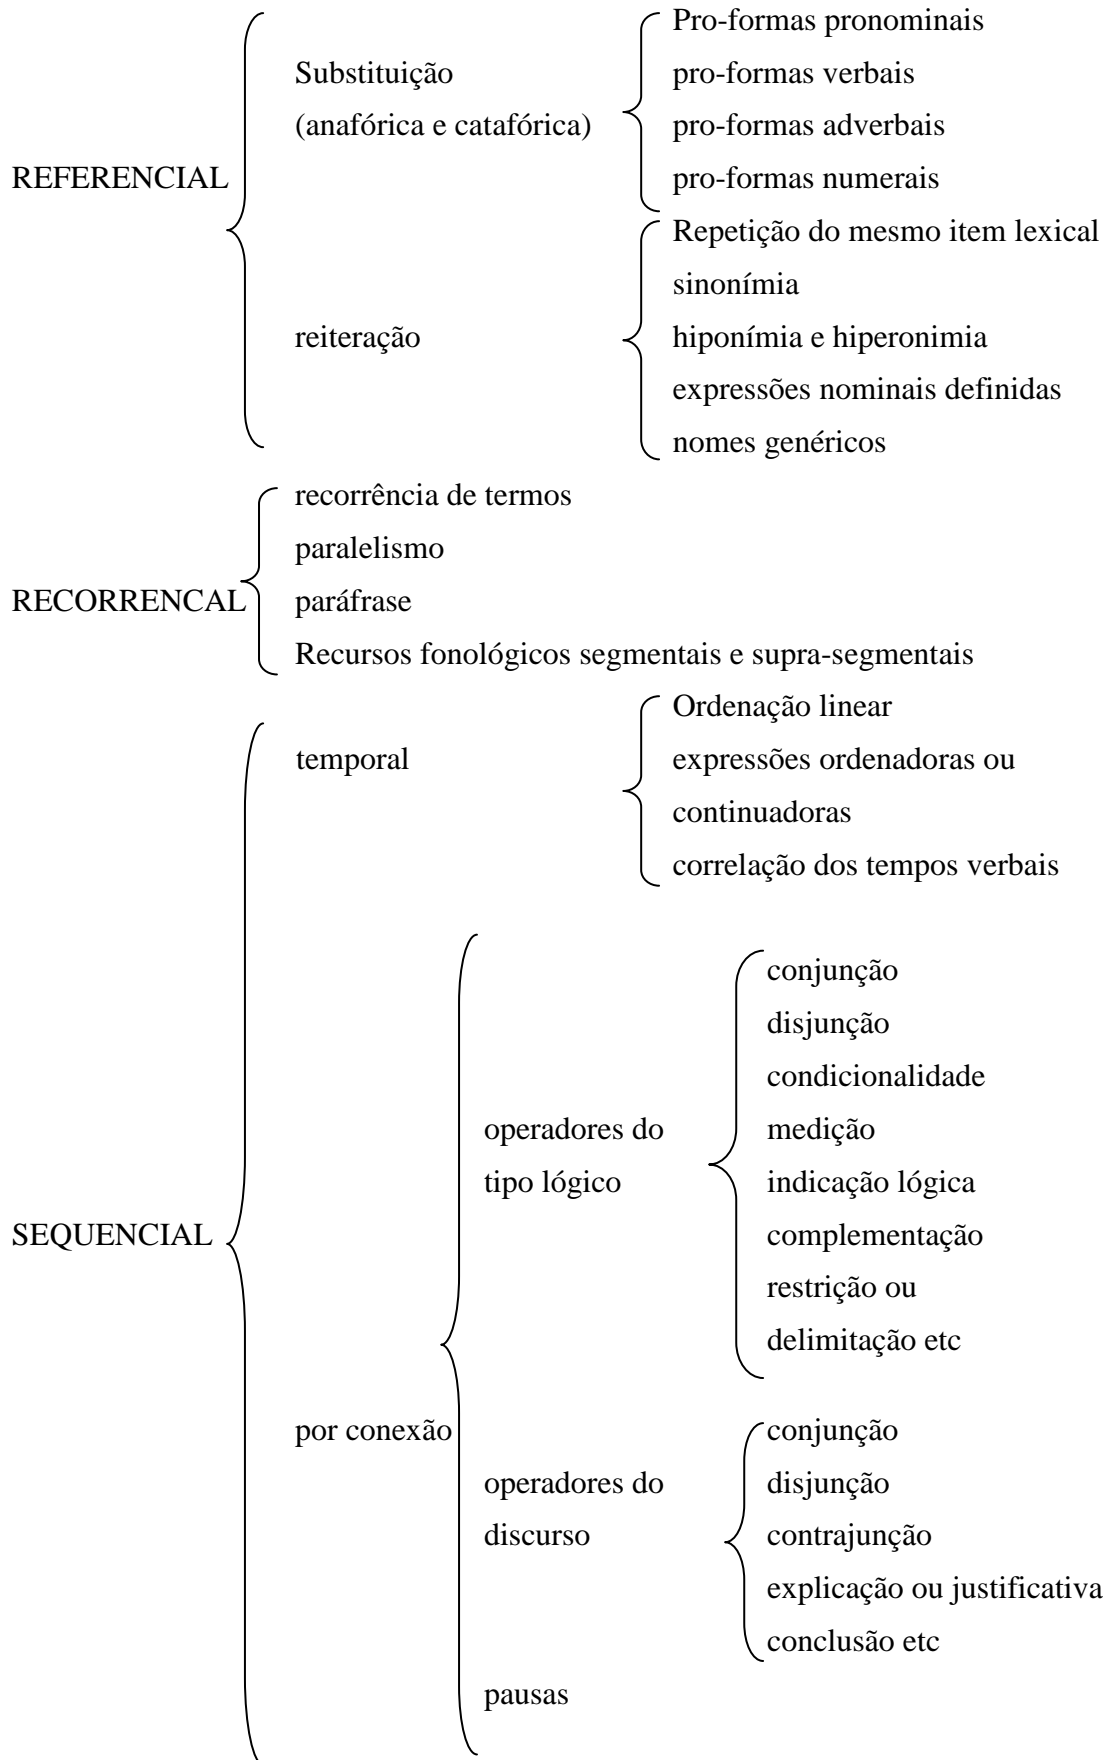 REFERENCIAL
Substituição
(anafórica e catafórica)
Pro-formas pronominais
pro-formas verbais
pro-formas adverbais
pro-formas numerais
reiteração
Repetição do mesmo item lexical
sinonímia
hiponímia e hiperonimia
expressões nominais definidas
nomes genéricos
RECORRENCAL
recorrência de termos
paralelismo
paráfrase
Recursos fonológicos segmentais e supra-segmentais
SEQUENCIAL
temporal
Ordenação linear
expressões ordenadoras ou
continuadoras
correlação dos tempos verbais
por conexão
operadores do
tipo lógico
conjunção
disjunção
condicionalidade
medição
indicação lógica
complementação
restrição ou
delimitação etc
operadores do
discurso
conjunção
disjunção
contrajunção
explicação ou justificativa
conclusão etc
pausas